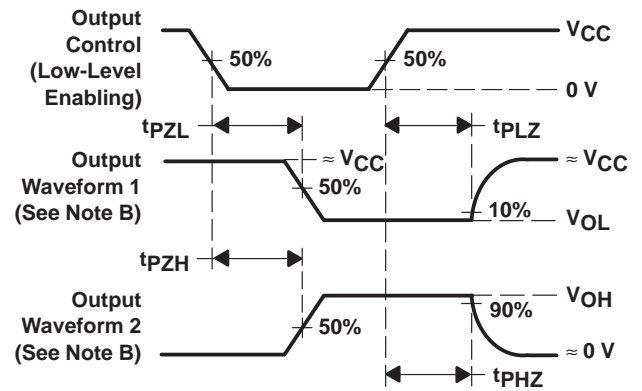 Output
Control
(Low-Level
Enabling)
50%
50%
VCC
0 V
tPZL
tPLZ
Output
Waveform 1
(See Note B)
≈ VCC
50%
≈ VCC
10%
VOL
tPZH
Output
Waveform 2
(See Note B)
50%
VOH
90%
≈ 0 V
tPHZ